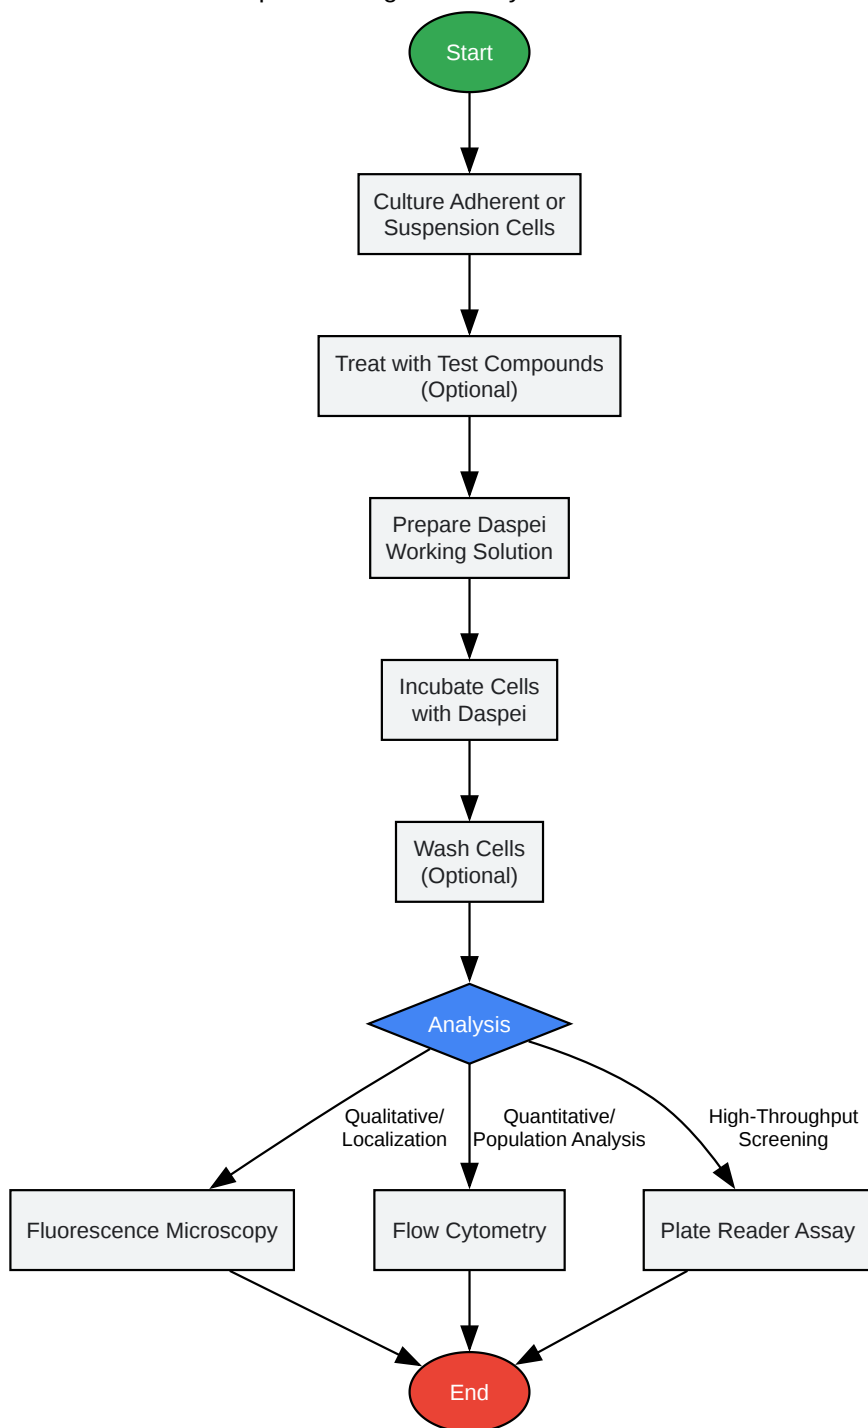 Start
Culture Adherent or
Suspension Cells
Treat with Test Compounds
(Optional)
Prepare Daspei
Working Solution
Incubate Cells
with Daspei
Wash Cells
(Optional)
Analysis
Qualitative/
Localization
Quantitative/
Population Analysis
High-Throughput
Screening
Fluorescence Microscopy
Flow Cytometry
Plate Reader Assay
End